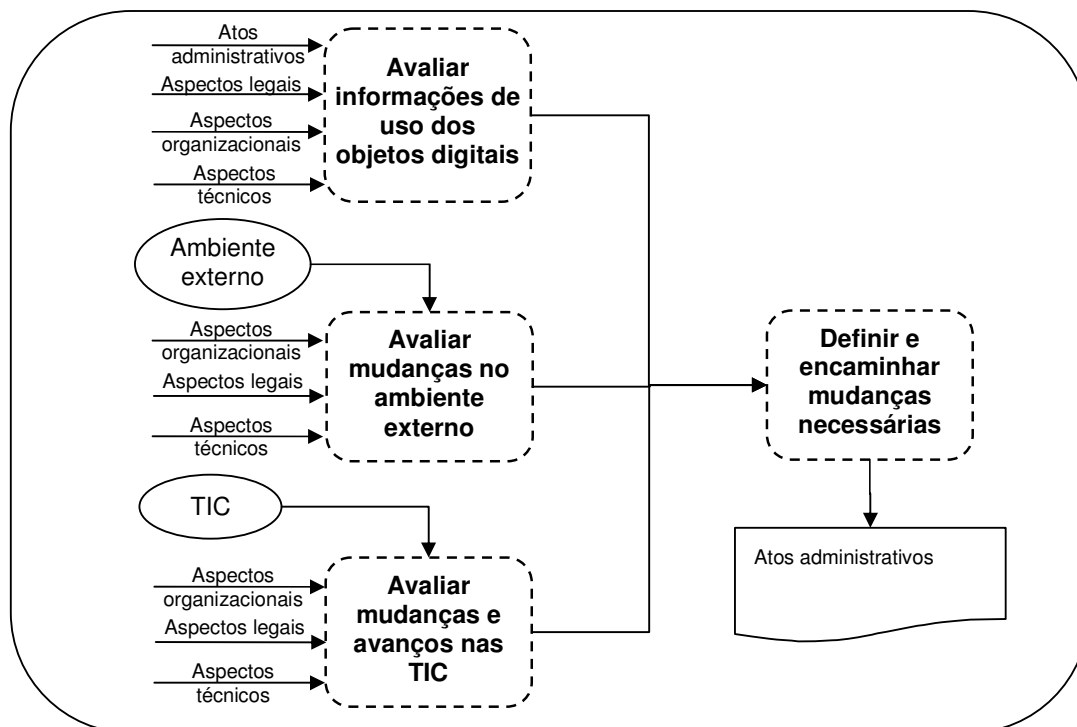 Atos
administrativos
Aspectos legais
Aspectos
organizacionais
Aspectos
técnicos
Avaliar
informações de
uso dos
objetos digitais
Ambiente
externo
Aspectos
organizacionais
Aspectos legais
Aspectos
técnicos
Avaliar
mudanças no
ambiente
externo
TIC
Aspectos
organizacionais
Aspectos legais
Aspectos
técnicos
Avaliar
mudanças e
avanços nas
TIC
Definir e
encaminhar
mudanças
necessárias
Atos administrativos